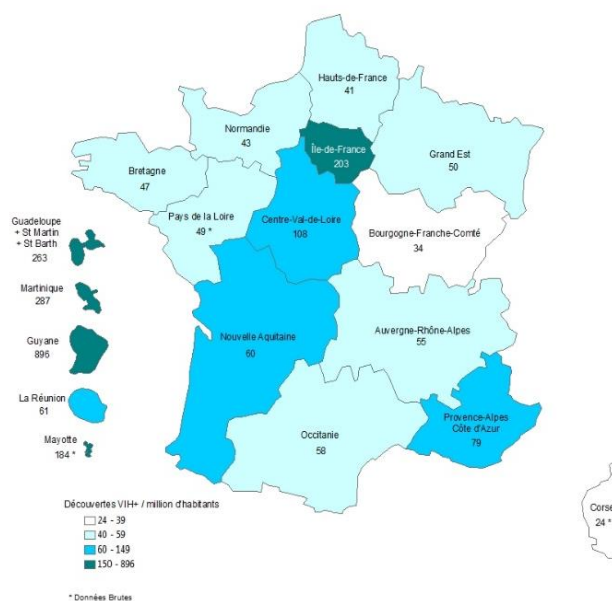 Hauts-de-France
41
Normandie
43
Île-de-France
203
Grand Est
50
Bretagne
47
Pays de la Loire
49 *
Centre-Val-de-Loire
108
Bourgogne-Franche-Comté
34
Guadeloupe
+ St Martin
+ St Barth
263
Martinique
287
Guyane
896
La Réunion
61
Mayotte
184 *
Nouvelle Aquitaine
60
Auvergne-Rhône-Alpes
55
Occitanie
58
Provence-Alpes
Côte d'Azur
79
Corse
24 *
Découvertes VIH+ / million d'habitants
24 - 39
40 - 59
60 - 149
150 - 896
* Données Brutes